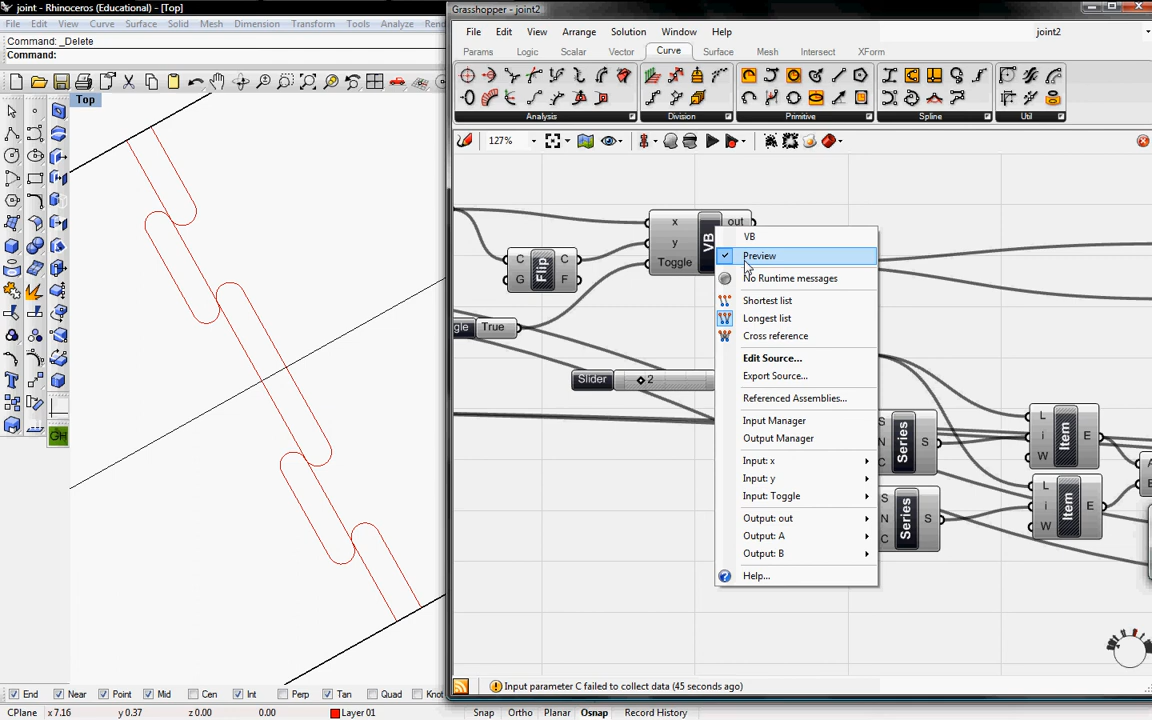 joint - Rhinoceros (Educational) - [Top]
File Edit View Curve Surface Solid Mesh Dimension Transform Tools Analyze
Command: _Delete
Command:
Top
End Near Point Mid Cen Int Perp Tan Quad Knot
CPlane x 7.16 y 0.37 z 0.00 0.00 Layer 01 Snap Ortho Planar Osnap Record History
Grasshopper - joint2
File Edit View Arrange Solution Window Help joint2
Params Logic Scalar Vector Curve Surface Mesh Intersect XForm
Analysis Division Primitive Spline Util
127%
x y Toggle VB out
C G Flip C F
True
Slider 2
S N C Series S
S N C Series S
L i W Item E
L i W Item E
VB
Preview
No Runtime messages
Shortest list
Longest list
Cross reference
Edit Source...
Export Source...
Referenced Assemblies...
Input Manager
Output Manager
Input: x
Input: y
Input: Toggle
Output: out
Output: A
Output: B
Help...
Input parameter C failed to collect data (45 seconds ago)